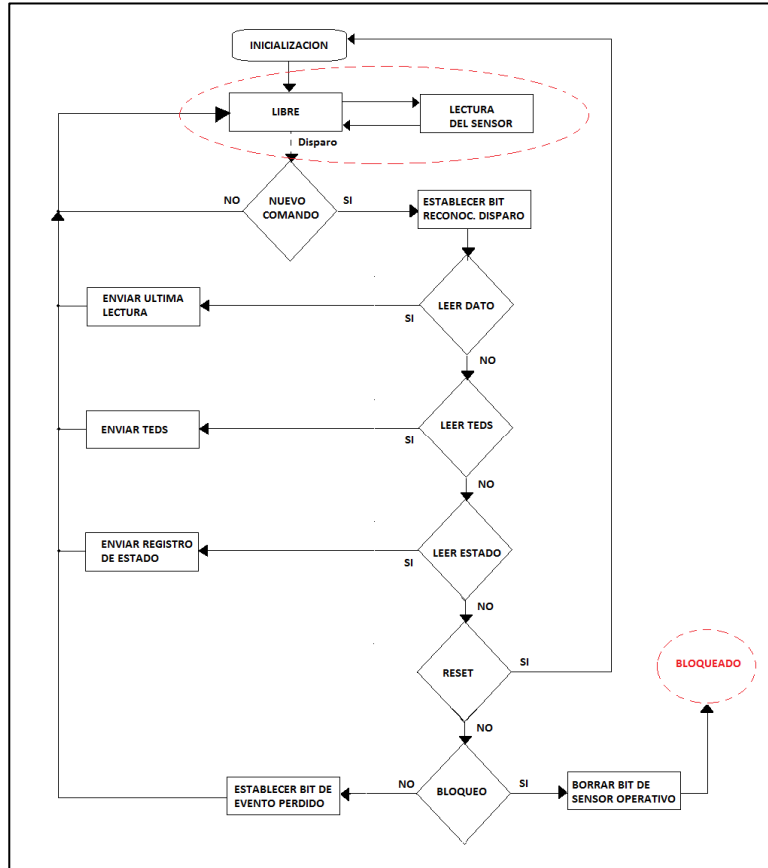 INICIALIZACION
LIBRE
LECTURA
DEL SENSOR
Disparo
NO
NUEVO
COMANDO
SI
ESTABLECER BIT
RECONOC. DISPARO
ENVIAR ULTIMA
LECTURA
SI
LEER DATO
NO
ENVIAR TEDS
SI
LEER TEDS
NO
ENVIAR REGISTRO
DE ESTADO
SI
LEER ESTADO
NO
RESET
SI
BLOQUEADO
NO
ESTABLECER BIT DE
EVENTO PERDIDO
NO
BLOQUEO
SI
BORRAR BIT DE
SENSOR OPERATIVO